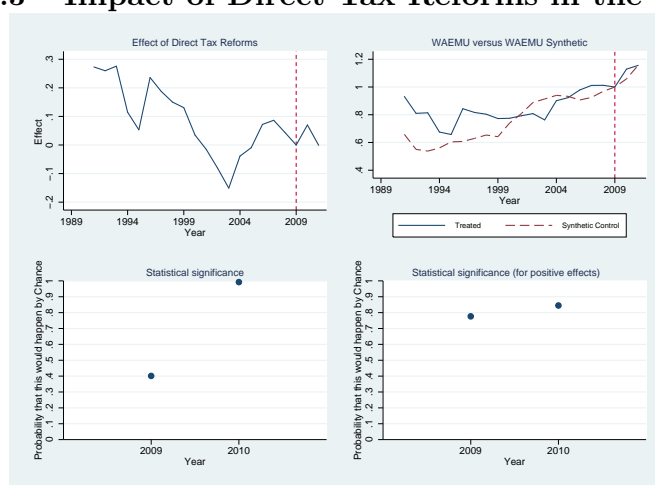 .3 Impact of Direct Tax Reforms in the
Effect of Direct Tax Reforms
Effect
.3
.2
.1
0
-.1
-.2
1989 1994 1999 2004 2009
Year
WAEMU versus WAEMU Synthetic
1.2
1
.8
.6
.4
1989 1994 1999 2004 2009
Year
Treated Synthetic Control
Statistical significance
Probability that this would happen by Chance
1
.9
.8
.7
.6
.5
.4
.3
.2
.1
0
2009 2010
Year
Statistical significance (for positive effects)
Probability that this would happen by Chance
1
.9
.8
.7
.6
.5
.4
.3
.2
.1
0
2009 2010
Year